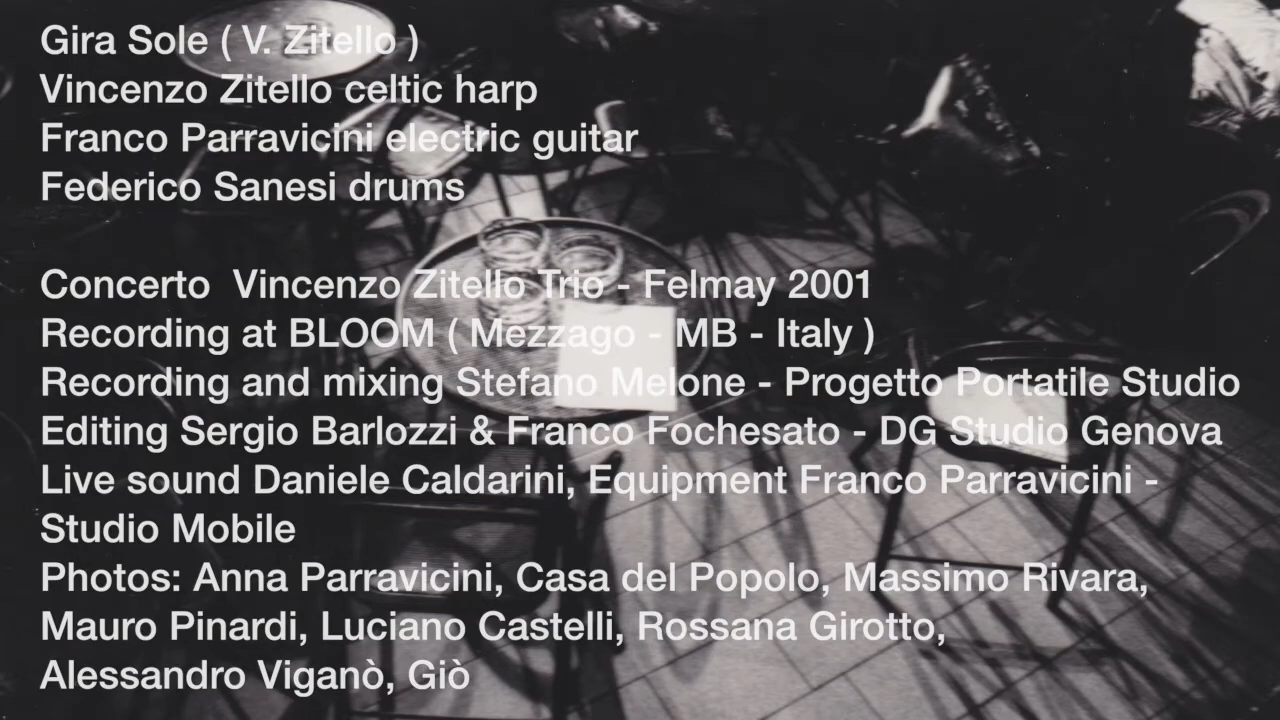 Gira Sole ( V. Zitello )
Vincenzo Zitello celtic harp
Franco Parravicini electric guitar
Federico Sanesi drums
Concerto  Vincenzo Zitello Trio - Felmay 2001
Recording at BLOOM ( Mezzago - MB - Italy )
Recording and mixing Stefano Melone - Progetto Portatile Studio
Editing Sergio Barlozzi & Franco Fochesato - DG Studio Genova
Live sound Daniele Caldarini, Equipment Franco Parravicini -
Studio Mobile
Photos: Anna Parravicini, Casa del Popolo, Massimo Rivara,
Mauro Pinardi, Luciano Castelli, Rossana Girotto,
Alessandro Viganò, Giò